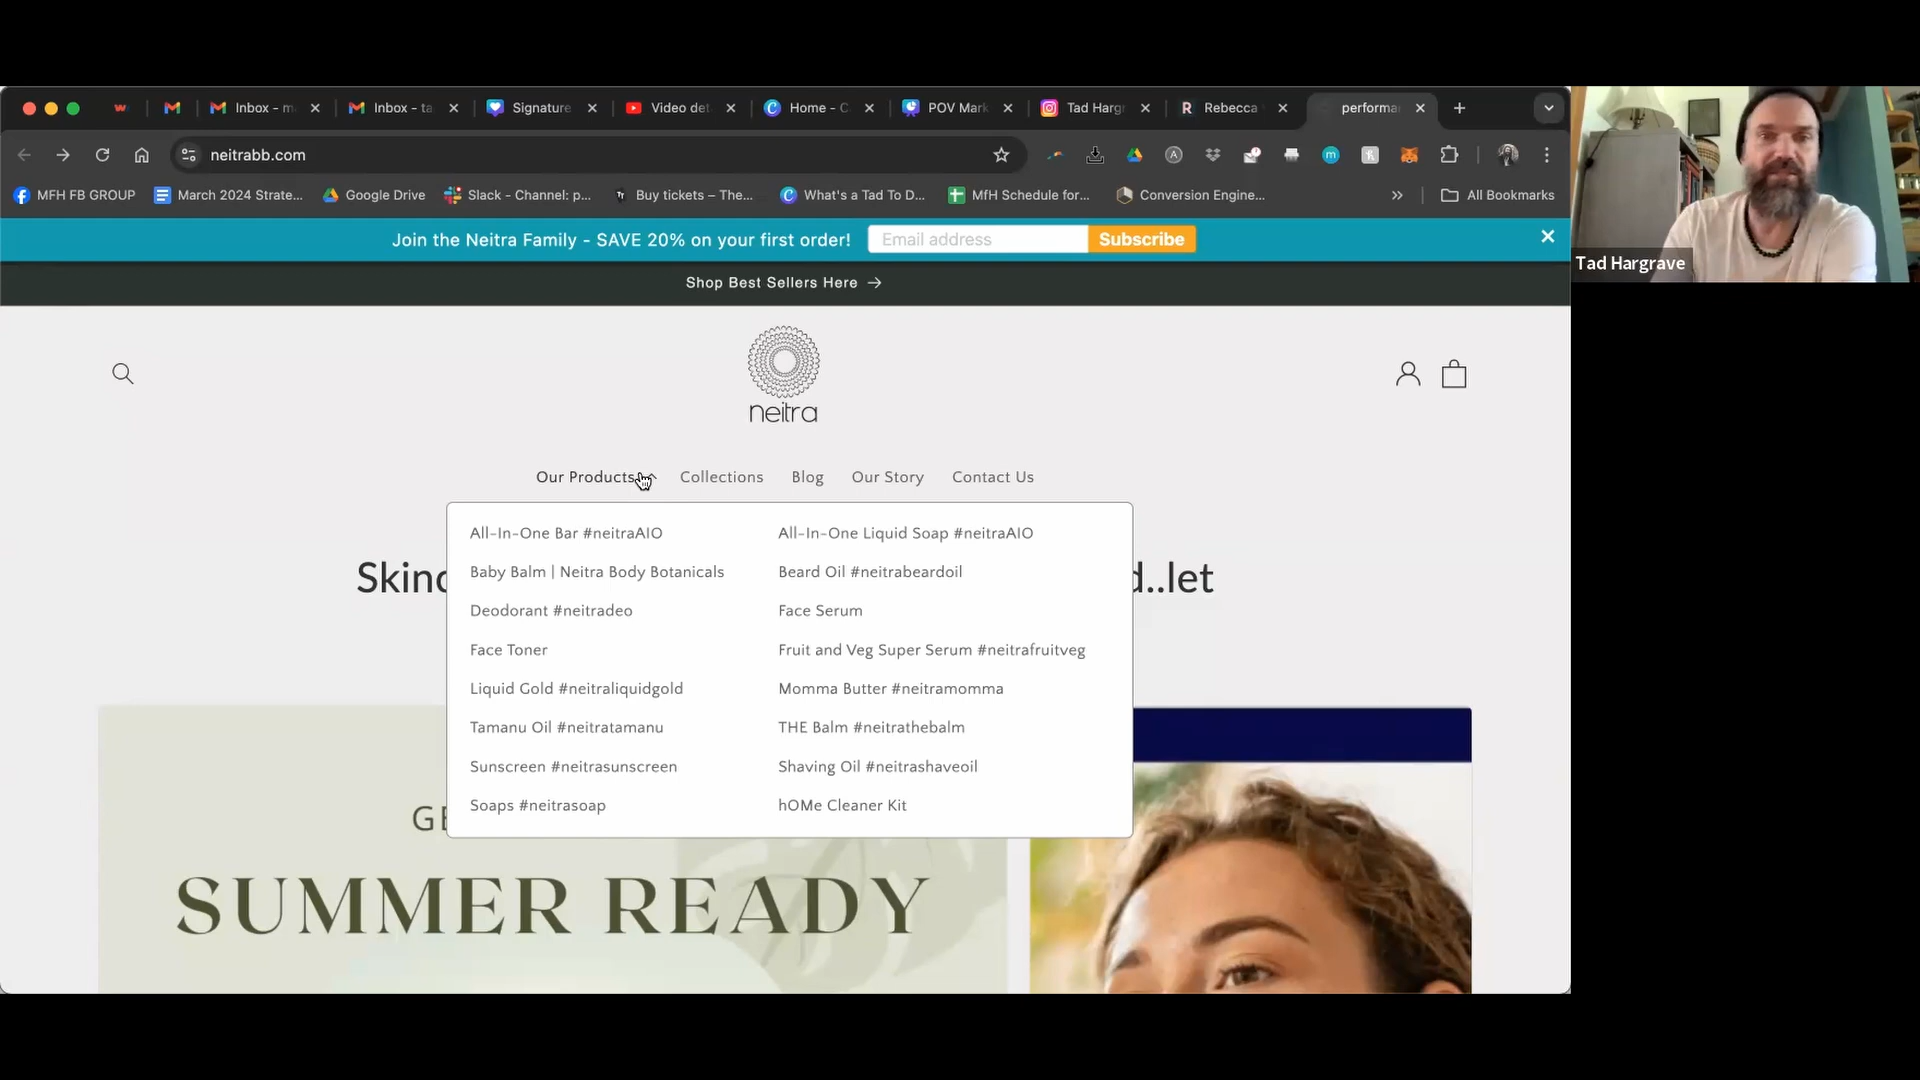 Inbox - m
Inbox - ta
Signature
Video det
Home - C
POV Mark
Tad Hargr
Rebecca
performa
neitrabb.com
MFH FB GROUP
March 2024 Strate...
Google Drive
Slack - Channel: p...
Buy tickets – The...
What's a Tad To D...
MfH Schedule for...
Conversion Engine...
All Bookmarks
Join the Neitra Family - SAVE 20% on your first order!
Email address
Subscribe
Tad Hargrave
Shop Best Sellers Here →
neitra
Our Products
Collections
Blog
Our Story
Contact Us
All-In-One Bar #neitraAIO
All-In-One Liquid Soap #neitraAIO
Baby Balm | Neitra Body Botanicals
Beard Oil #neitrabeardoil
Deodorant #neitradeo
Face Serum
Face Toner
Fruit and Veg Super Serum #neitrafruitveg
Liquid Gold #neitraliquidgold
Momma Butter #neitramomma
Tamanu Oil #neitratamanu
THE Balm #neitrathebalm
Sunscreen #neitrasunscreen
Shaving Oil #neitrashaveoil
Soaps #neitrasoap
hOMe Cleaner Kit
Skinc
d..let
GE
SUMMER READY